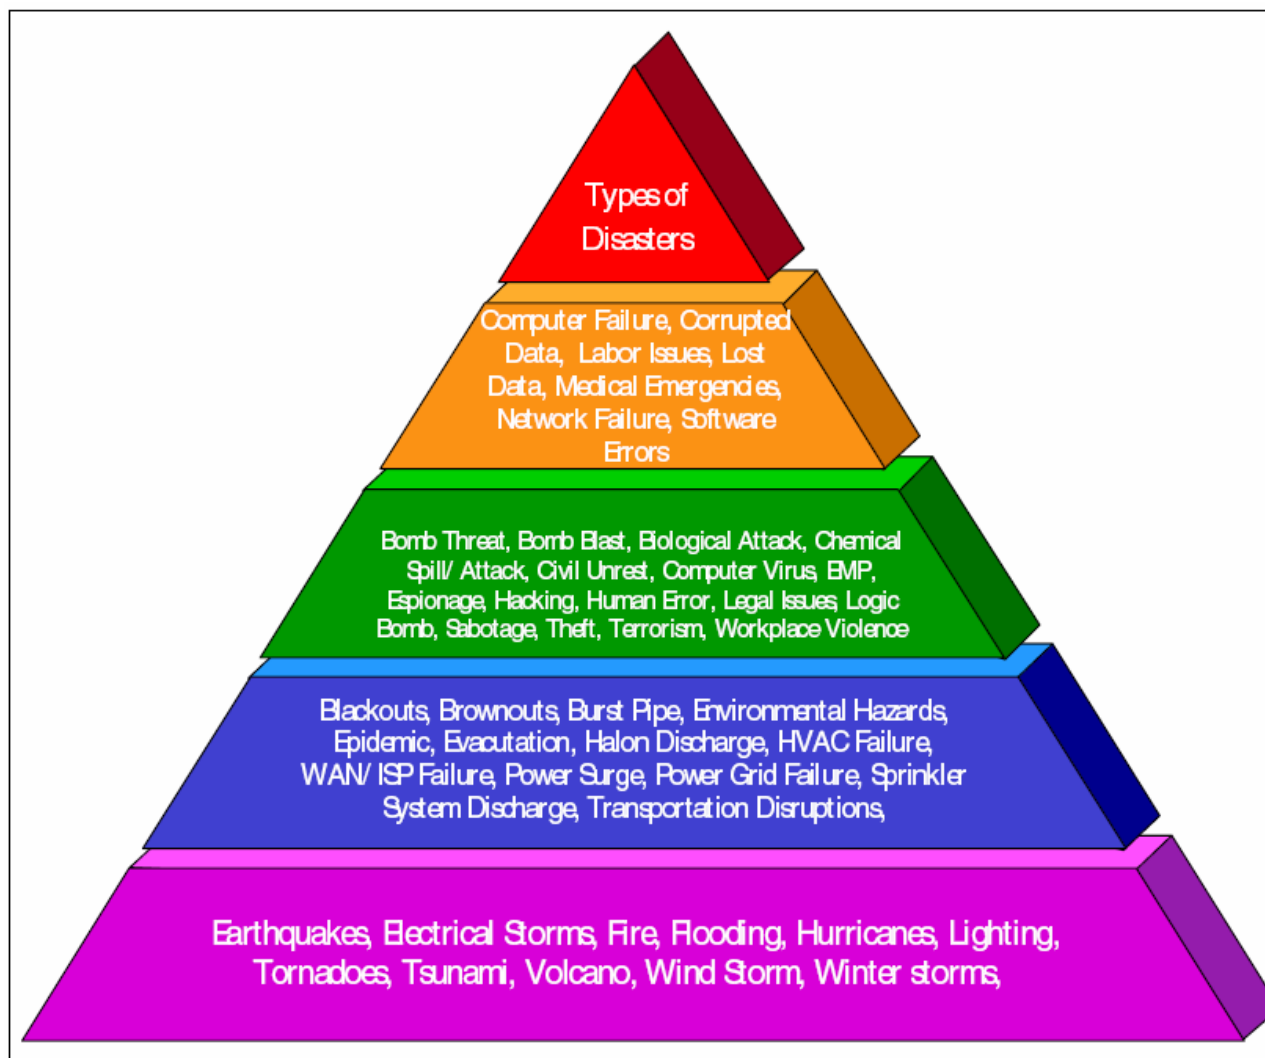 Types of
Disasters
Computer Failure, Corrupted
Data, Labor Issues, Lost
Data, Medical Emergencies,
Network Failure, Software
Errors
Bomb Threat, Bomb Blast, Biological Attack, Chemical
Spill/ Attack, Civil Unrest, Computer Virus, EMP,
Espionage, Hacking, Human Error, Legal Issues, Logic
Bomb, Sabotage, Theft, Terrorism, Workplace Violence
Blackouts, Brownouts, Burst Pipe, Environmental Hazards,
Epidemic, Evacutation, Halon Discharge, HVAC Failure,
WAN/ ISP Failure, Power Surge, Power Grid Failure, Sprinkler
System Discharge, Transportation Disruptions,
Earthquakes, Electrical Storms, Fire, Flooding, Hurricanes, Lighting,
Tornadoes, Tsunami, Volcano, Wind Storm, Winter storms,